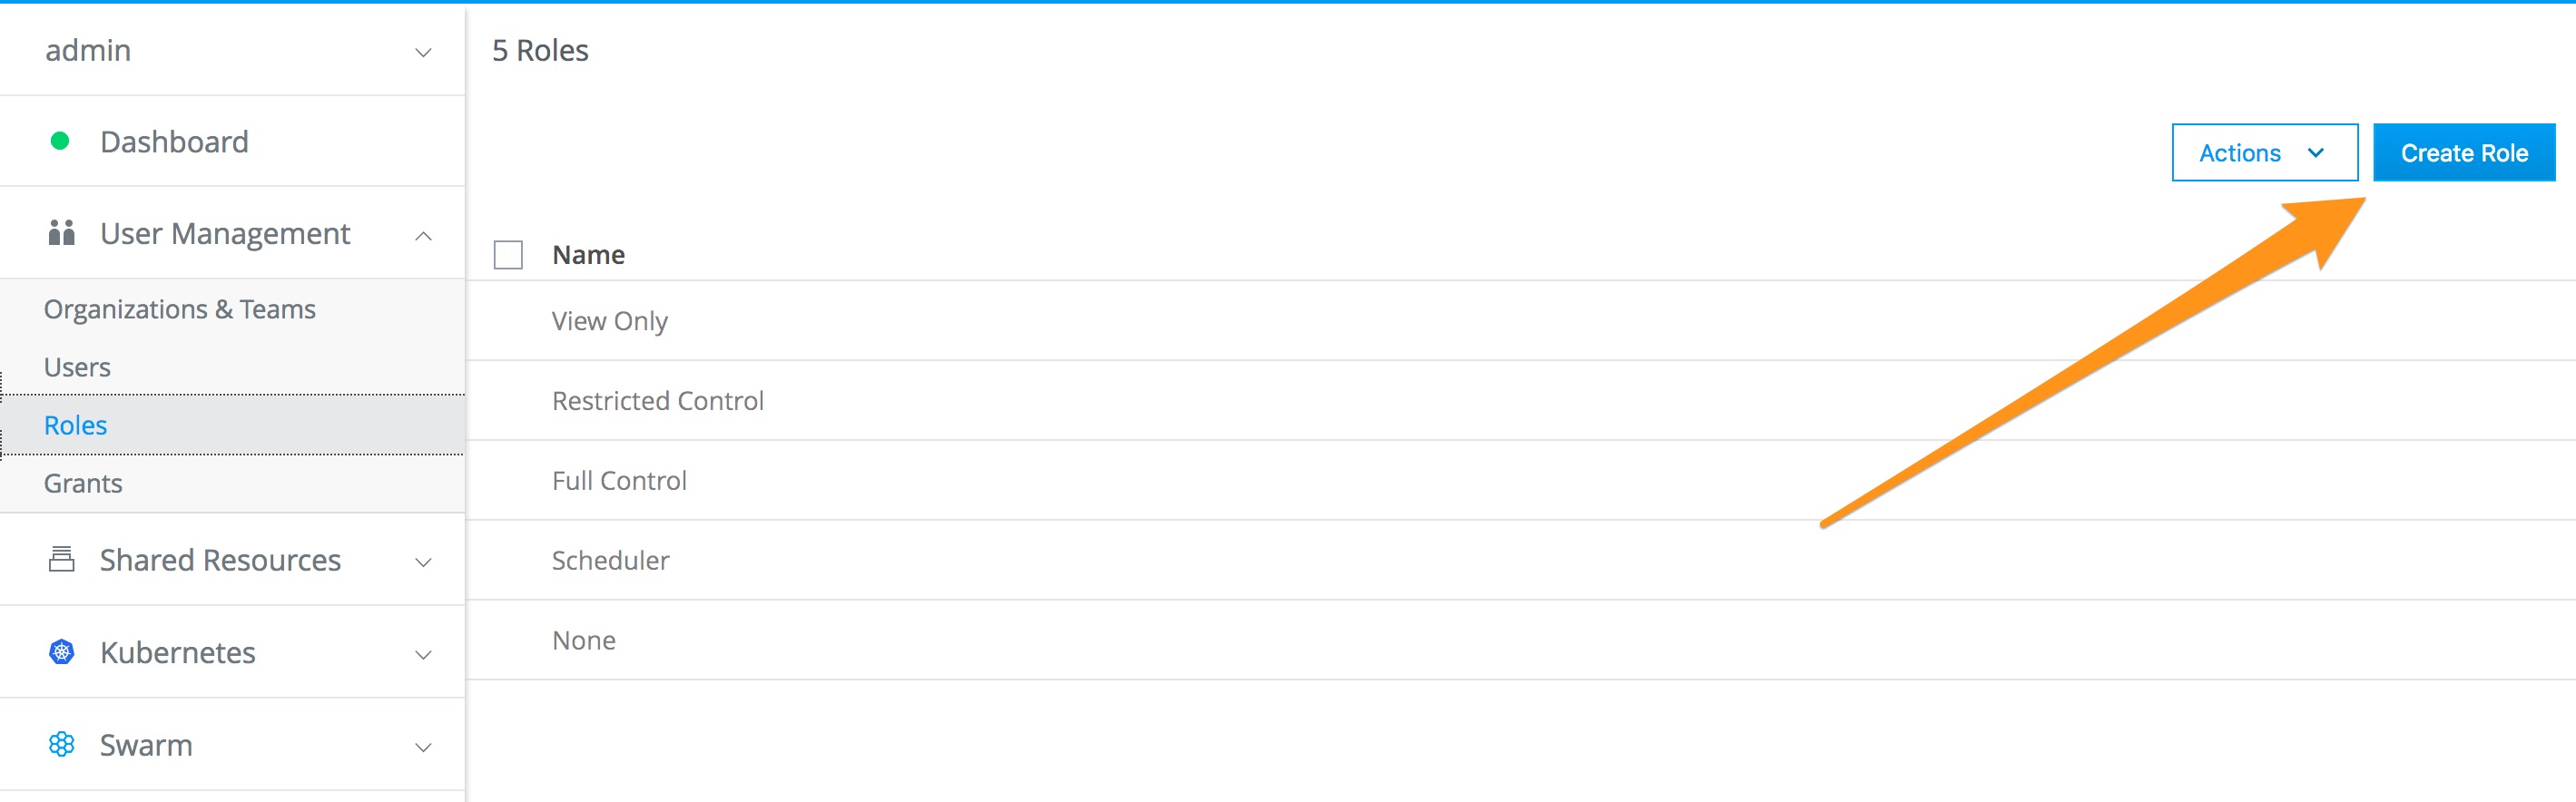 admin
Dashboard
User Management
Organizations & Teams
Users
Roles
Grants
Shared Resources
Kubernetes
Swarm
5 Roles
Actions
Create Role
Name
View Only
Restricted Control
Full Control
Scheduler
None